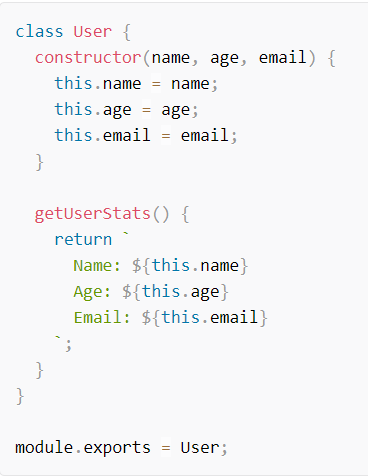 class User {
  constructor(name, age, email) {
    this.name = name;
    this.age = age;
    this.email = email;
  }

  getUserStats() {
    return `
      Name: ${this.name}
      Age: ${this.age}
      Email: ${this.email}
    `;
  }
}

module.exports = User;